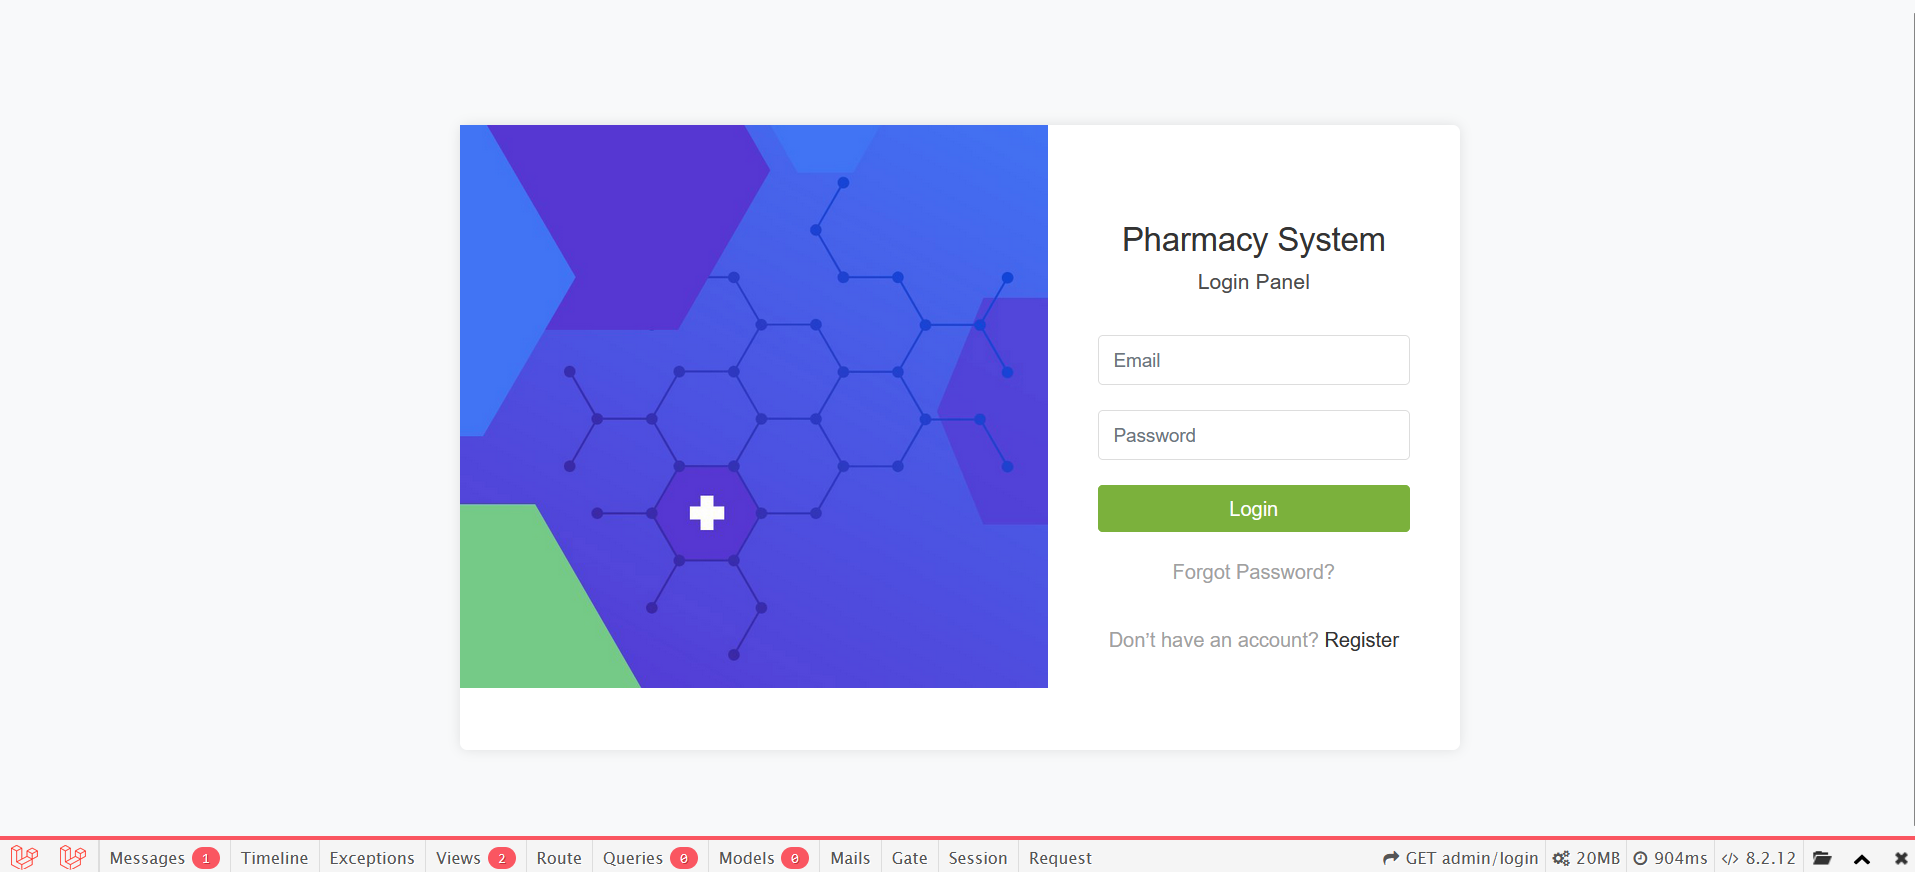 Pharmacy System
Login Panel
Email
Password
Login
Forgot Password?
Don’t have an account? Register
Messages 1 Timeline Exceptions Views 2 Route Queries 0 Models 0 Mails Gate Session Request GET admin/login 20MB 904ms </> 8.2.12